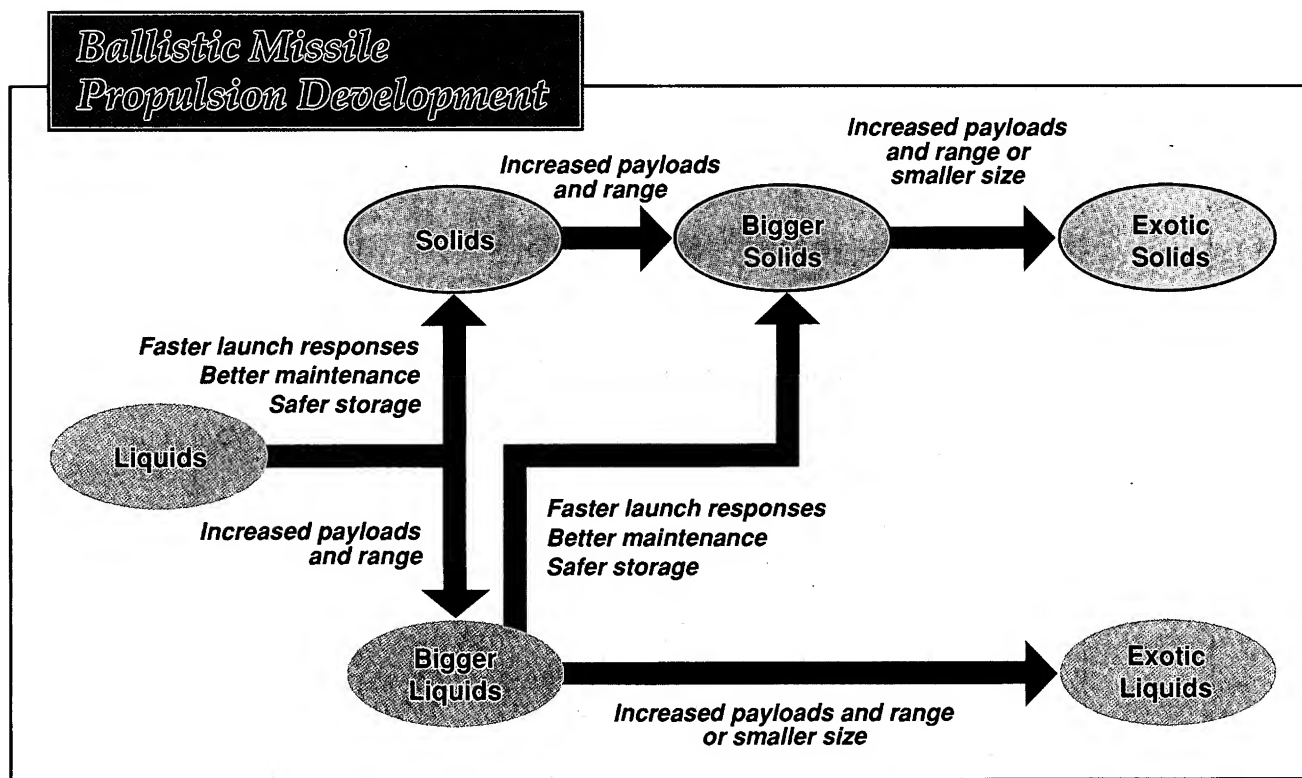 Ballistic Missile
Propulsion Development
Increased payloads
and range
Increased payloads
and range or
smaller size
Solids
Bigger
Solids
Exotic
Solids
Faster launch responses
Better maintenance
Safer storage
Liquids
Increased payloads
and range
Faster launch responses
Better maintenance
Safer storage
Bigger
Liquids
Exotic
Liquids
Increased payloads and range
or smaller size